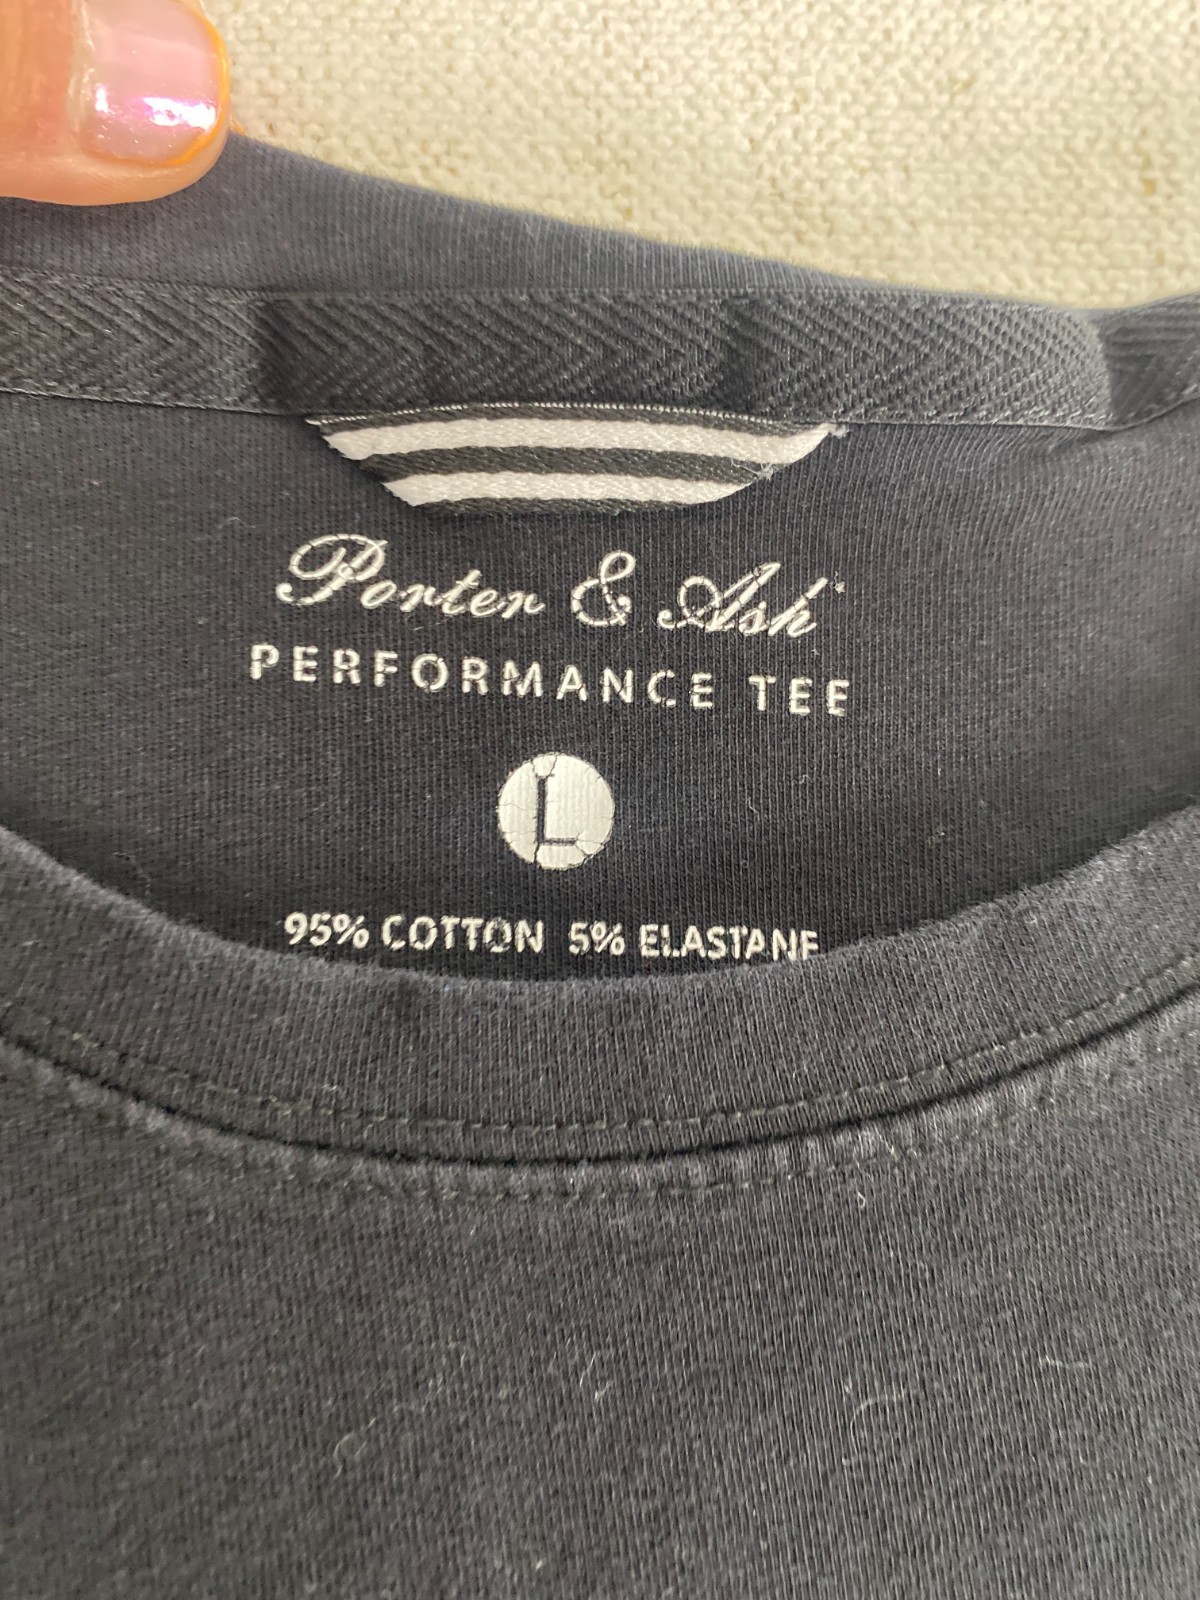 Porter & Ash
PERFORMANCE TEE
L
95% COTTON 5% ELASTANE